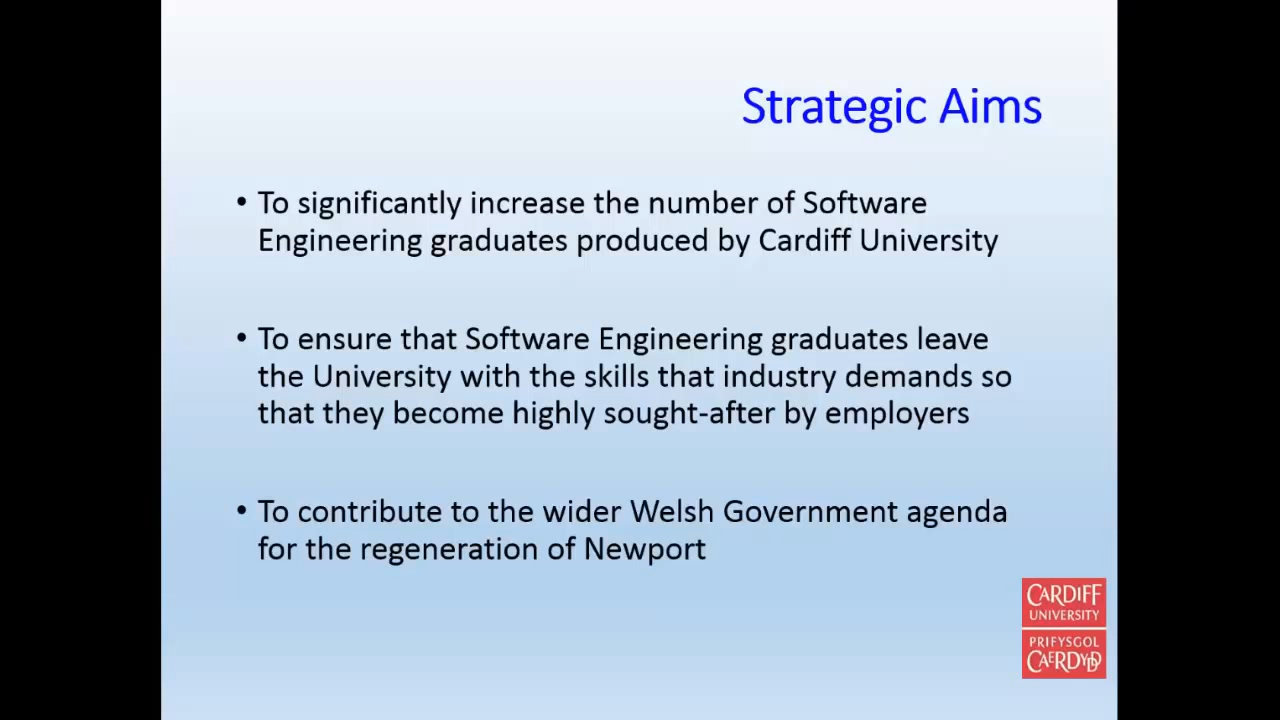 Strategic Aims
• To significantly increase the number of Software
Engineering graduates produced by Cardiff University
• To ensure that Software Engineering graduates leave
the University with the skills that industry demands so
that they become highly sought-after by employers
• To contribute to the wider Welsh Government agenda
for the regeneration of Newport
CARDIFF
UNIVERSITY
PRIFYSGOL
CAERDYDD